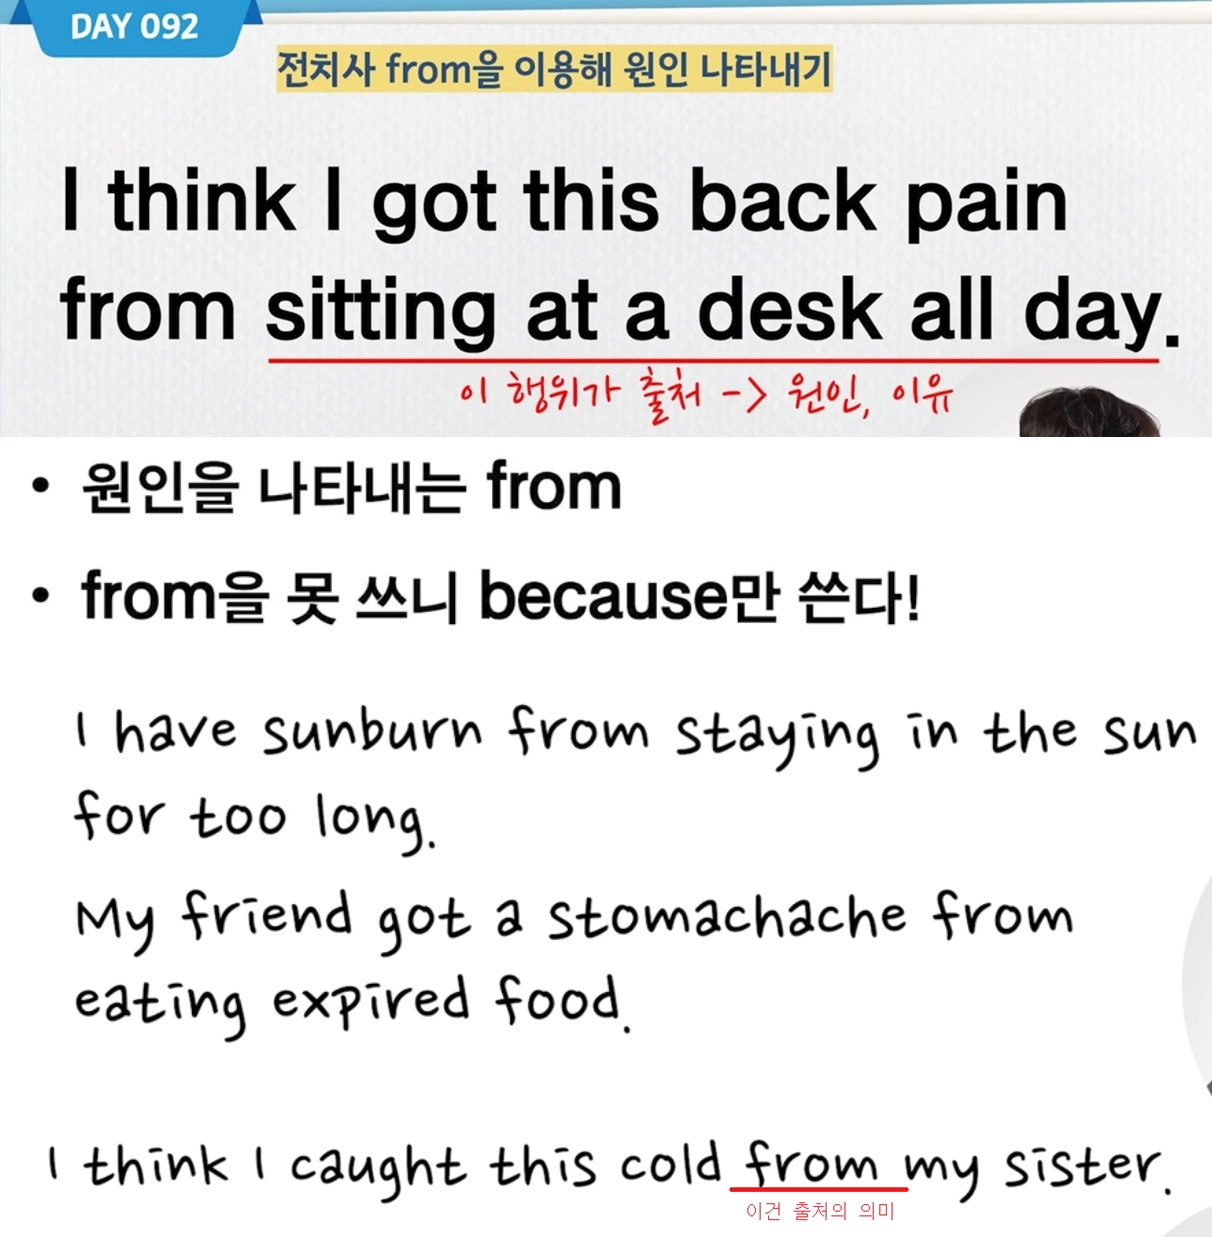 DAY 092
전치사 from을 이용해 원인 나타내기
I think I got this back pain
from sitting at a desk all day.
이 행위가 출처 -> 원인, 이유
• 원인을 나타내는 from
• from을 못 쓰니 because만 쓴다!
I have sunburn from staying in the sun
for too long.
My friend got a stomachache from
eating expired food.
I think I caught this cold from my sister.
이건 출처의 의미